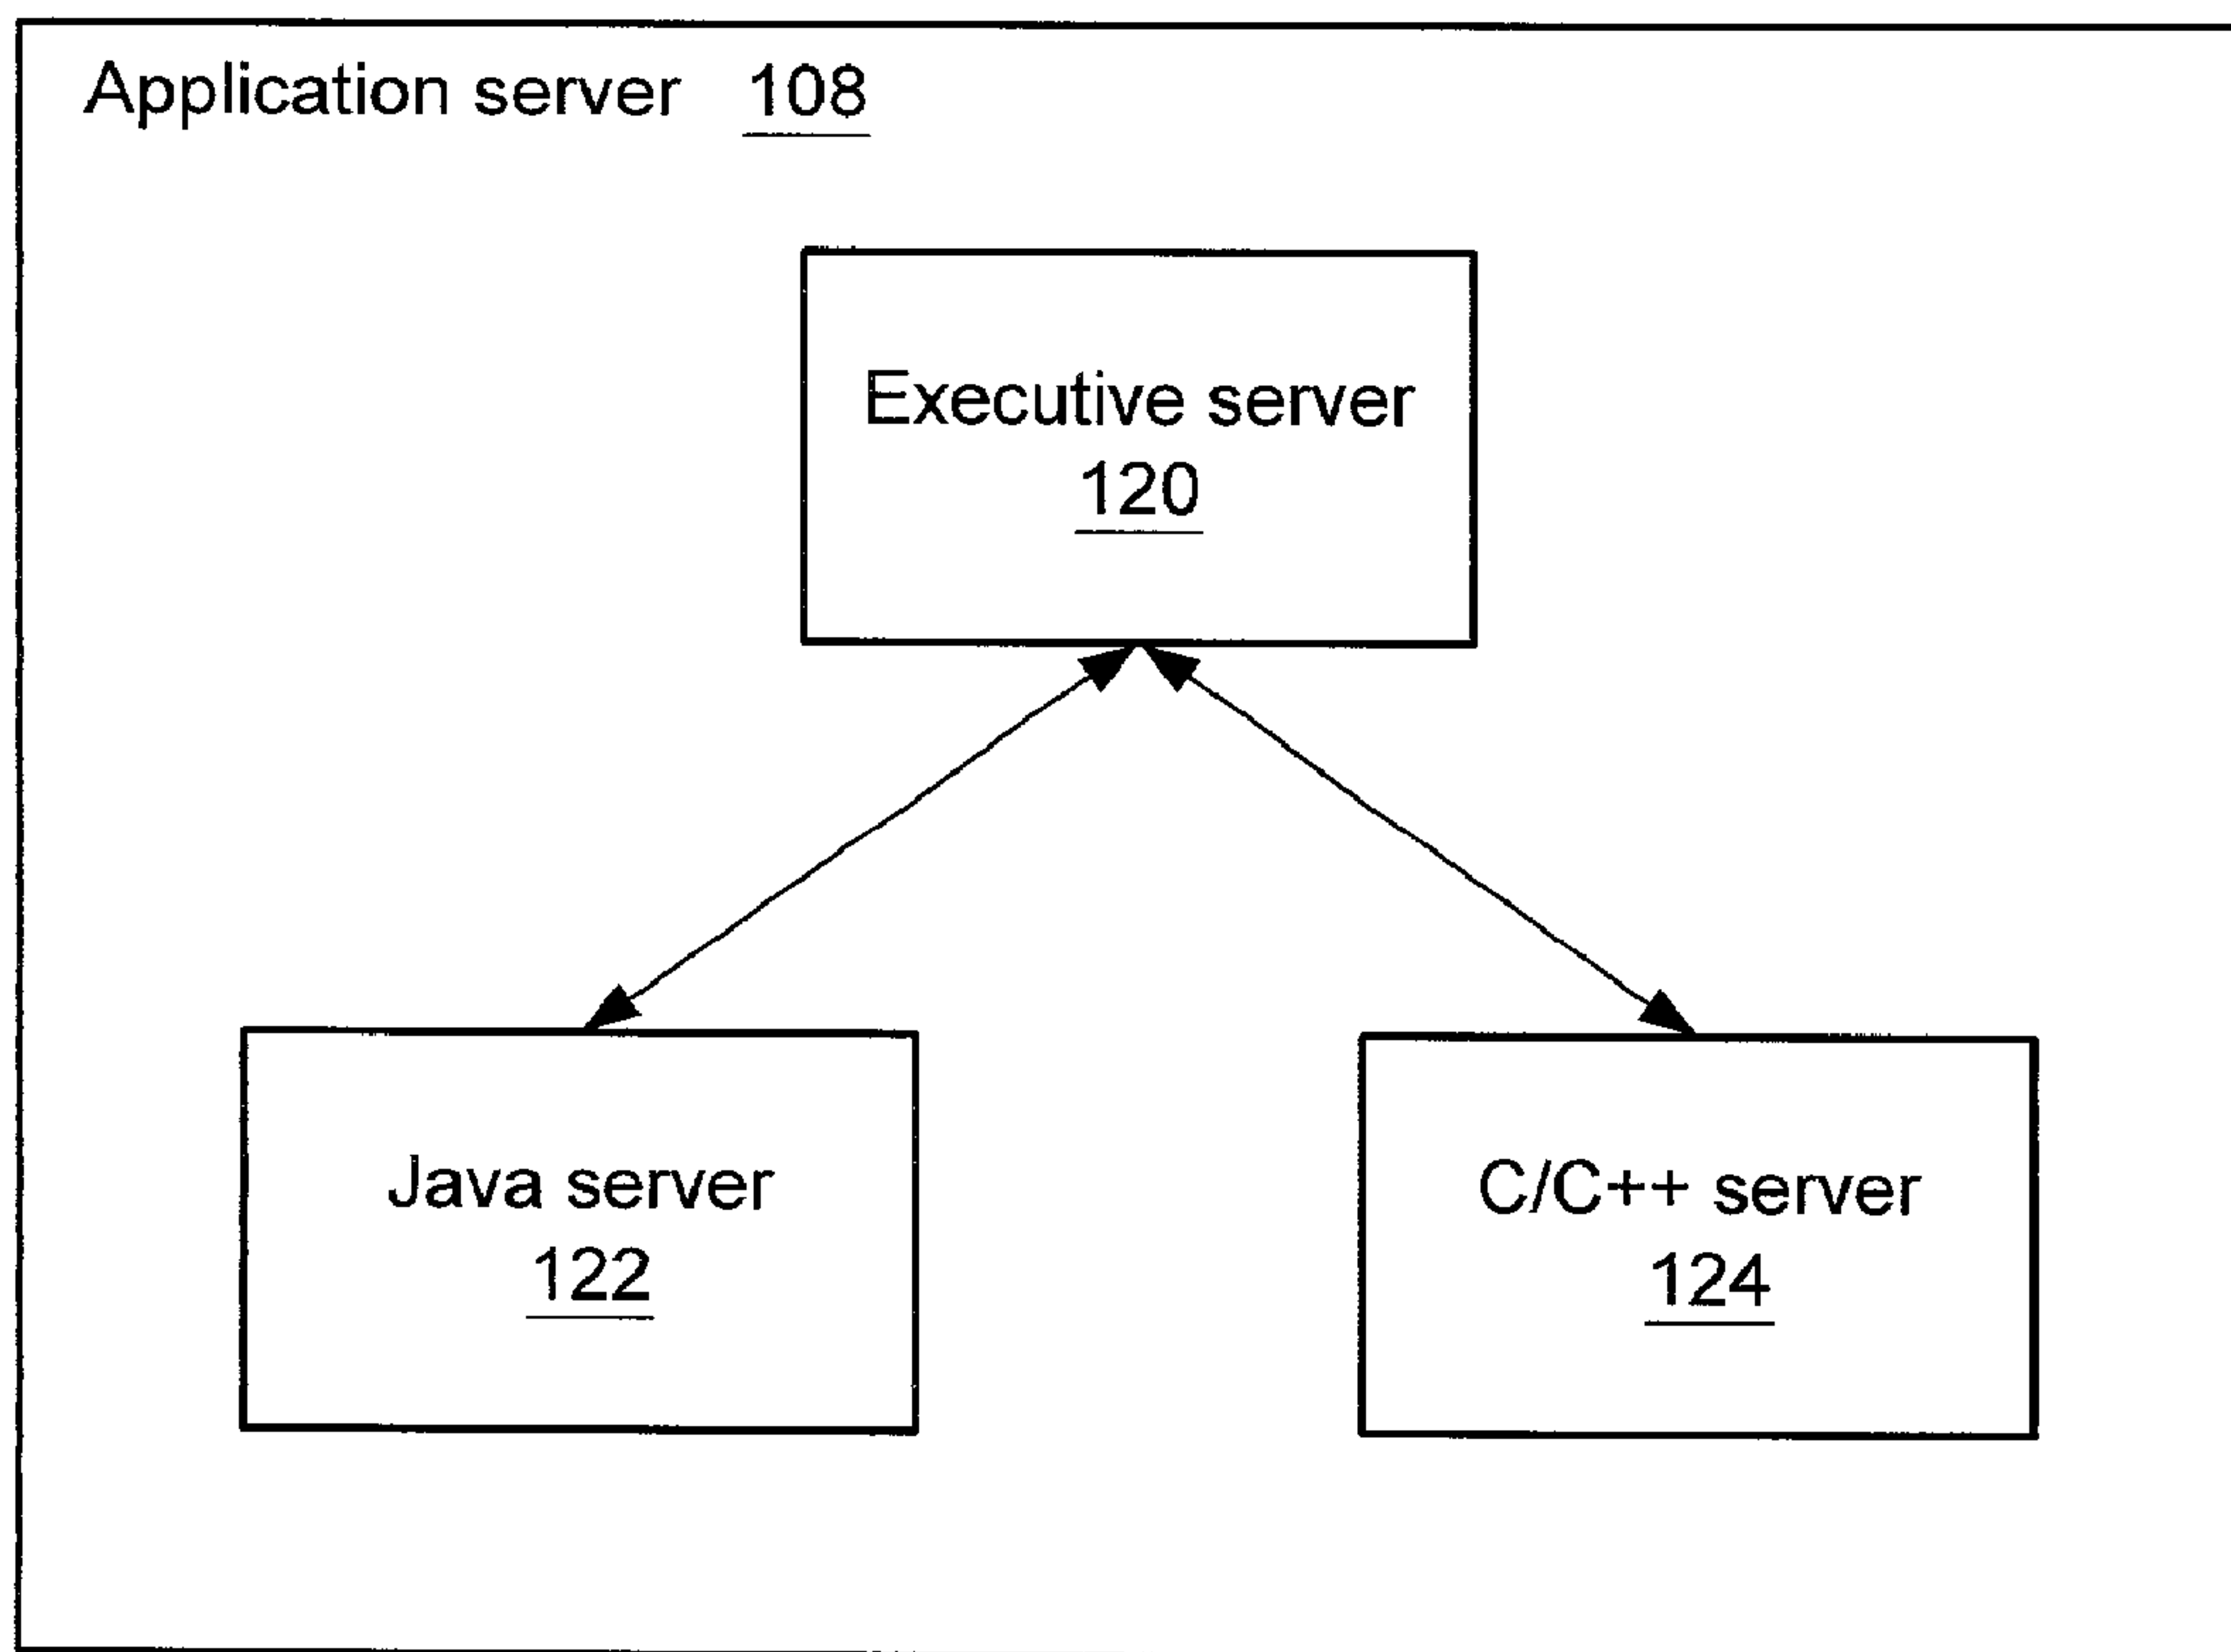 Application server 108
Executive server
120
Java server
122
C/C++ server
124